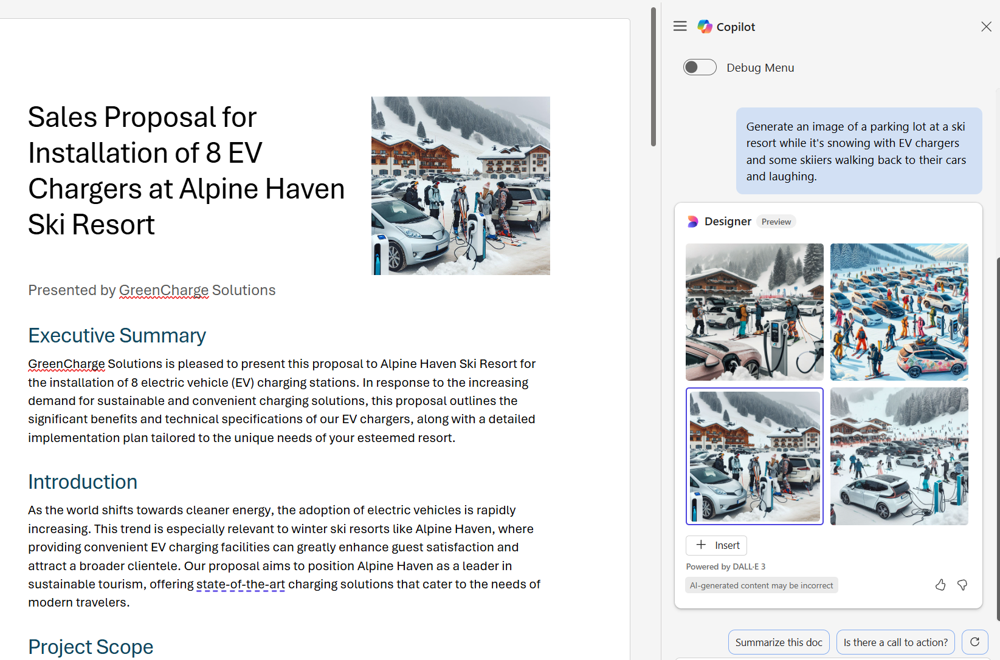 Sales Proposal for
Installation of 8 EV
Chargers at Alpine Haven
Ski Resort
Presented by GreenCharge Solutions
Executive Summary
GreenCharge Solutions is pleased to present this proposal to Alpine Haven Ski Resort for
the installation of 8 electric vehicle (EV) charging stations. In response to the increasing
demand for sustainable and convenient charging solutions, this proposal outlines the
significant benefits and technical specifications of our EV chargers, along with a detailed
implementation plan tailored to the unique needs of your esteemed resort.
Introduction
As the world shifts towards cleaner energy, the adoption of electric vehicles is rapidly
increasing. This trend is especially relevant to winter ski resorts like Alpine Haven, where
providing convenient EV charging facilities can greatly enhance guest satisfaction and
attract a broader clientele. Our proposal aims to position Alpine Haven as a leader in
sustainable tourism, offering state-of-the-art charging solutions that cater to the needs of
modern travelers.
Project Scope
Copilot
Debug Menu
Generate an image of a parking lot at a ski
resort while it's snowing with EV chargers
and some skiiers walking back to their cars
and laughing.
Designer Preview
Insert
Powered by DALL·E 3
AI-generated content may be incorrect
Summarize this doc
Is there a call to action?